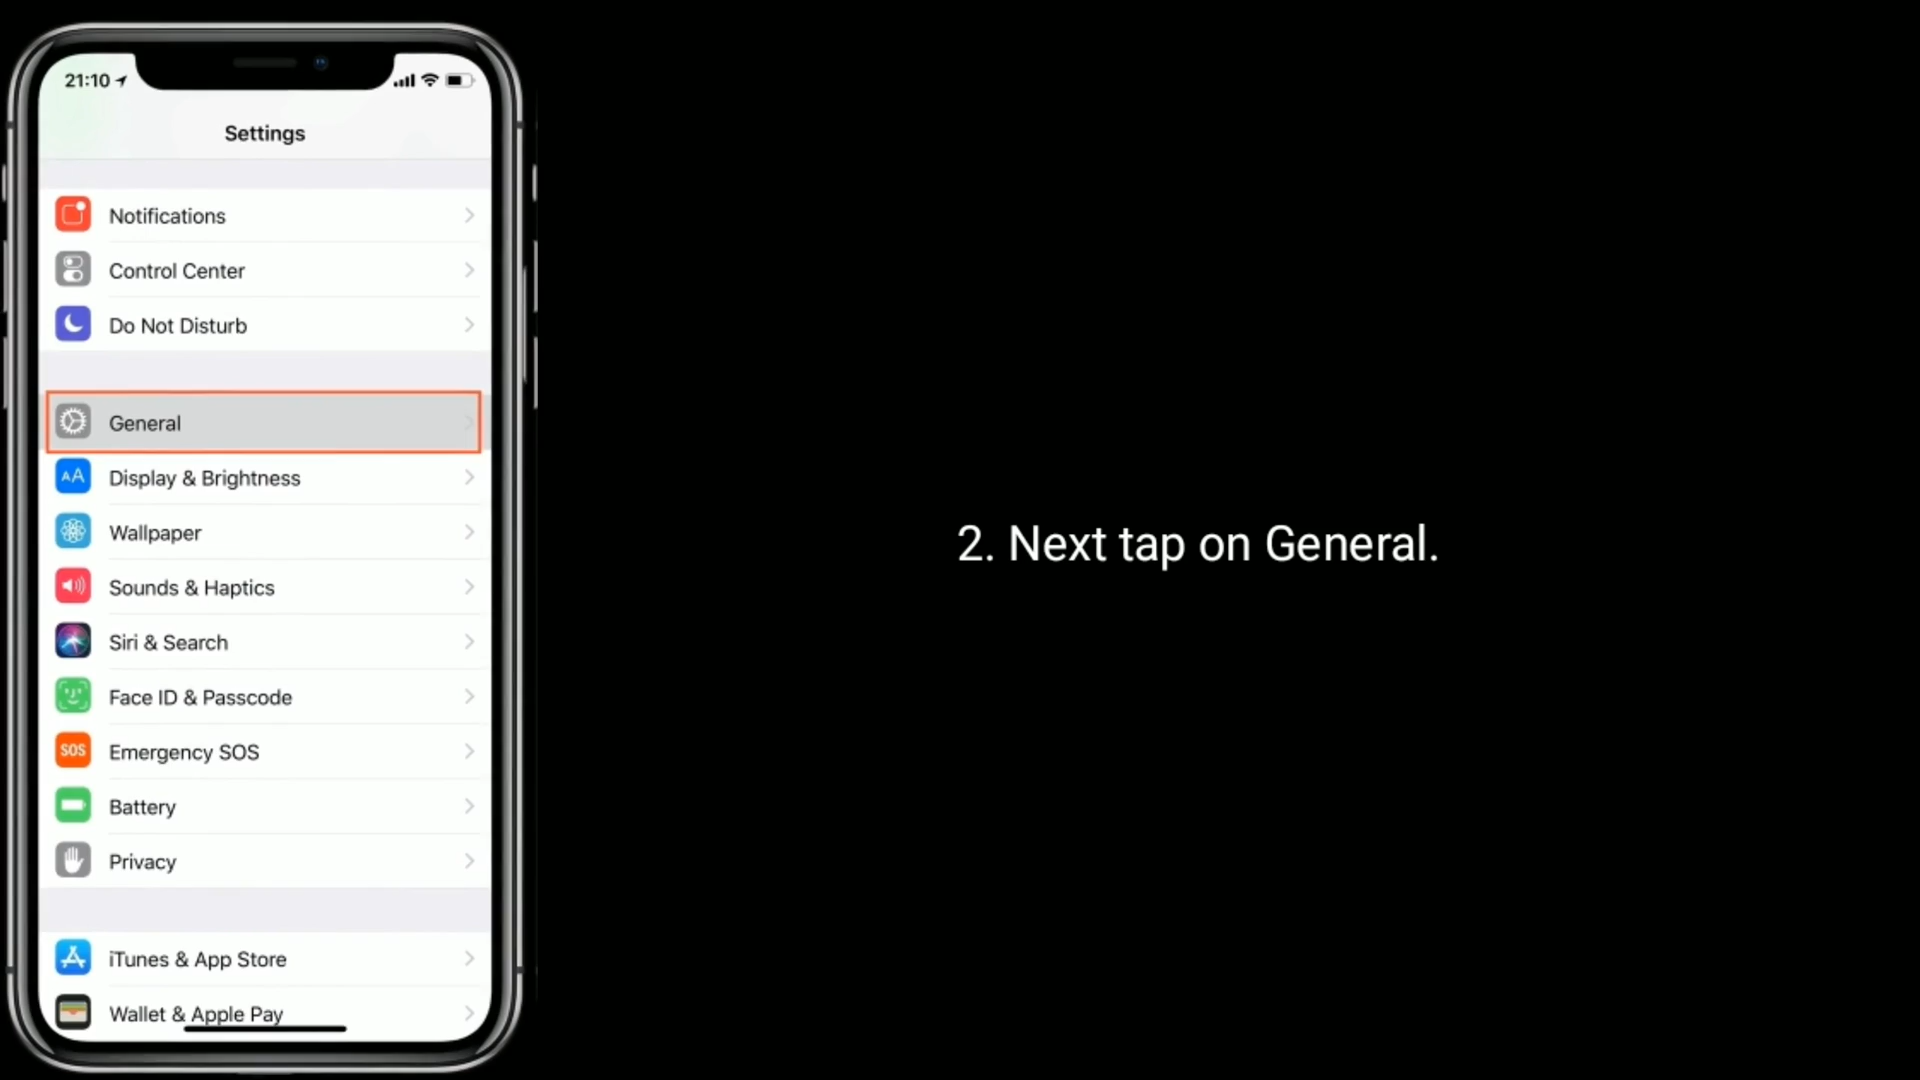 21:10
Settings
Notifications
Control Center
Do Not Disturb
General
AA Display & Brightness
Wallpaper
Sounds & Haptics
Siri & Search
Face ID & Passcode
SOS Emergency SOS
Battery
Privacy
iTunes & App Store
Wallet & Apple Pay
2. Next tap on General.